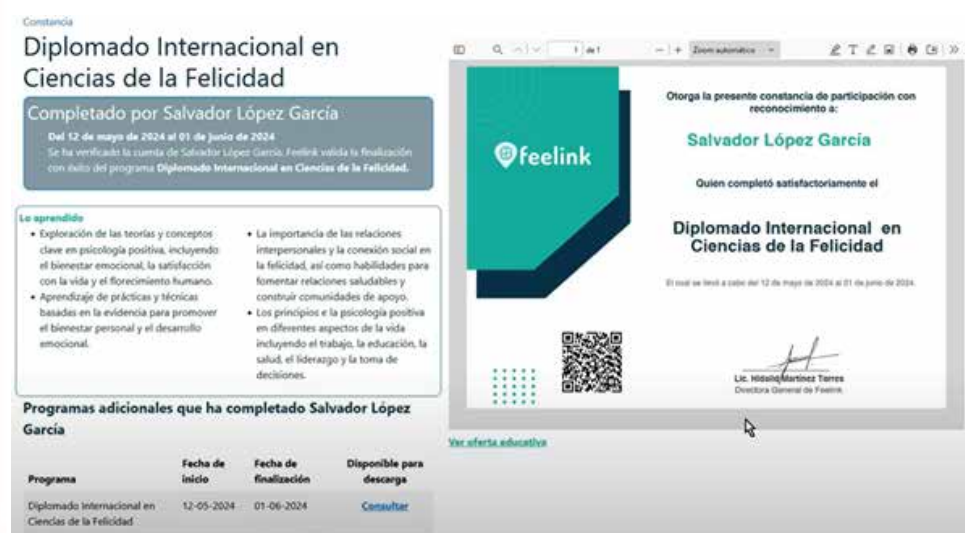 Constancia
Diplomado Internacional en
Ciencias de la Felicidad
Completado por Salvador López García
Del 12 de mayo de 2024 al 01 de junio de 2024
Se ha verificado la cuenta de Salvador López García. Feelink valida la finalización
con éxito del programa Diplomado Internacional en Ciencias de la Felicidad.
Lo aprendido
• Exploración de las teorías y conceptos
clave en psicología positiva, incluyendo
el bienestar emocional, la satisfacción
con la vida y el florecimiento humano.
• Aprendizaje de prácticas y técnicas
basadas en la evidencia para promover
el bienestar personal y el desarrollo
emocional.
• La importancia de las relaciones
interpersonales y la conexión social en
la felicidad, así como habilidades para
fomentar relaciones saludables y
construir comunidades de apoyo.
• Los principios e la psicología positiva
en diferentes aspectos de la vida
incluyendo el trabajo, la educación, la
salud, el liderazgo y la toma de
decisiones.
Programas adicionales que ha completado Salvador López
García
Programa Fecha de inicio Fecha de finalización Disponible para descarga
Diplomado Internacional en 12-05-2024 01-06-2024 Consultar
Ciencias de la Felicidad
1 de 1 Zoom automático
feelink
Otorga la presente constancia de participación con
reconocimiento a:
Salvador López García
Quien completó satisfactoriamente el
Diplomado Internacional en
Ciencias de la Felicidad
El cual se llevó a cabo del 12 de mayo de 2024 al 01 de junio de 2024.
Lic. Martínez Torres
Directora General de Feelink
Ver oferta educativa